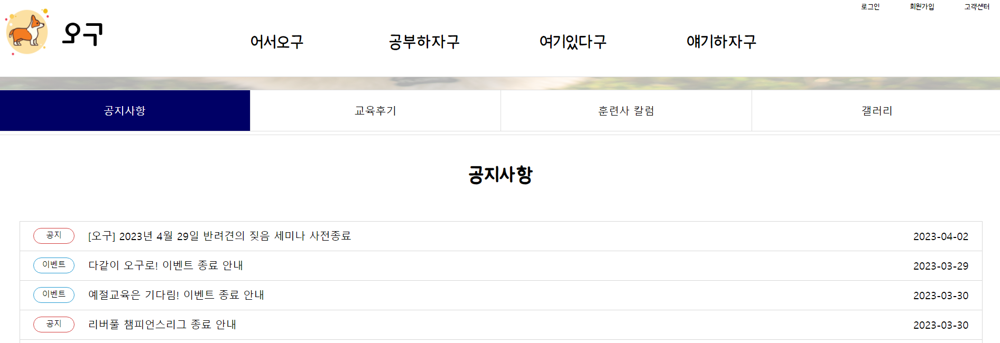 로그인 회원가입 고객센터
오구
어서오구 공부하자구 여기있다구 얘기하자구
공지사항 교육후기 훈련사 칼럼 갤러리
공지사항
공지 [오구] 2023년 4월 29일 반려견의 짖음 세미나 사전종료 2023-04-02
이벤트 다같이 오구로! 이벤트 종료 안내 2023-03-29
이벤트 예절교육은 기다림! 이벤트 종료 안내 2023-03-30
공지 리버풀 챔피언스리그 종료 안내 2023-03-30